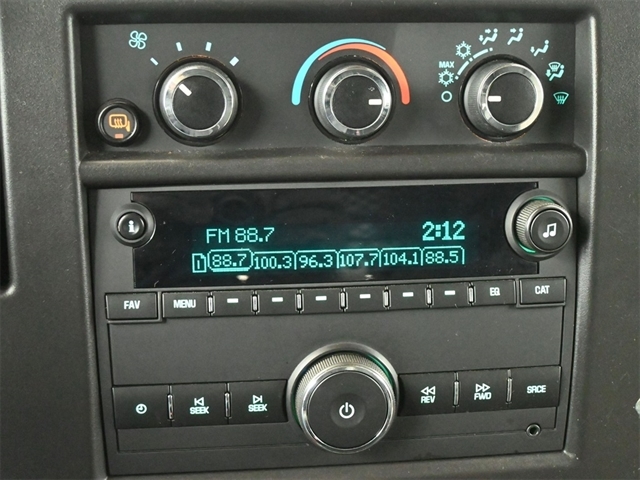 MAX
FM 88.7 2:12
1 88.7 100.3 96.3 107.7 104.1 88.5
FAV MENU EQ CAT
SEEK SEEK REV FWD SRCE